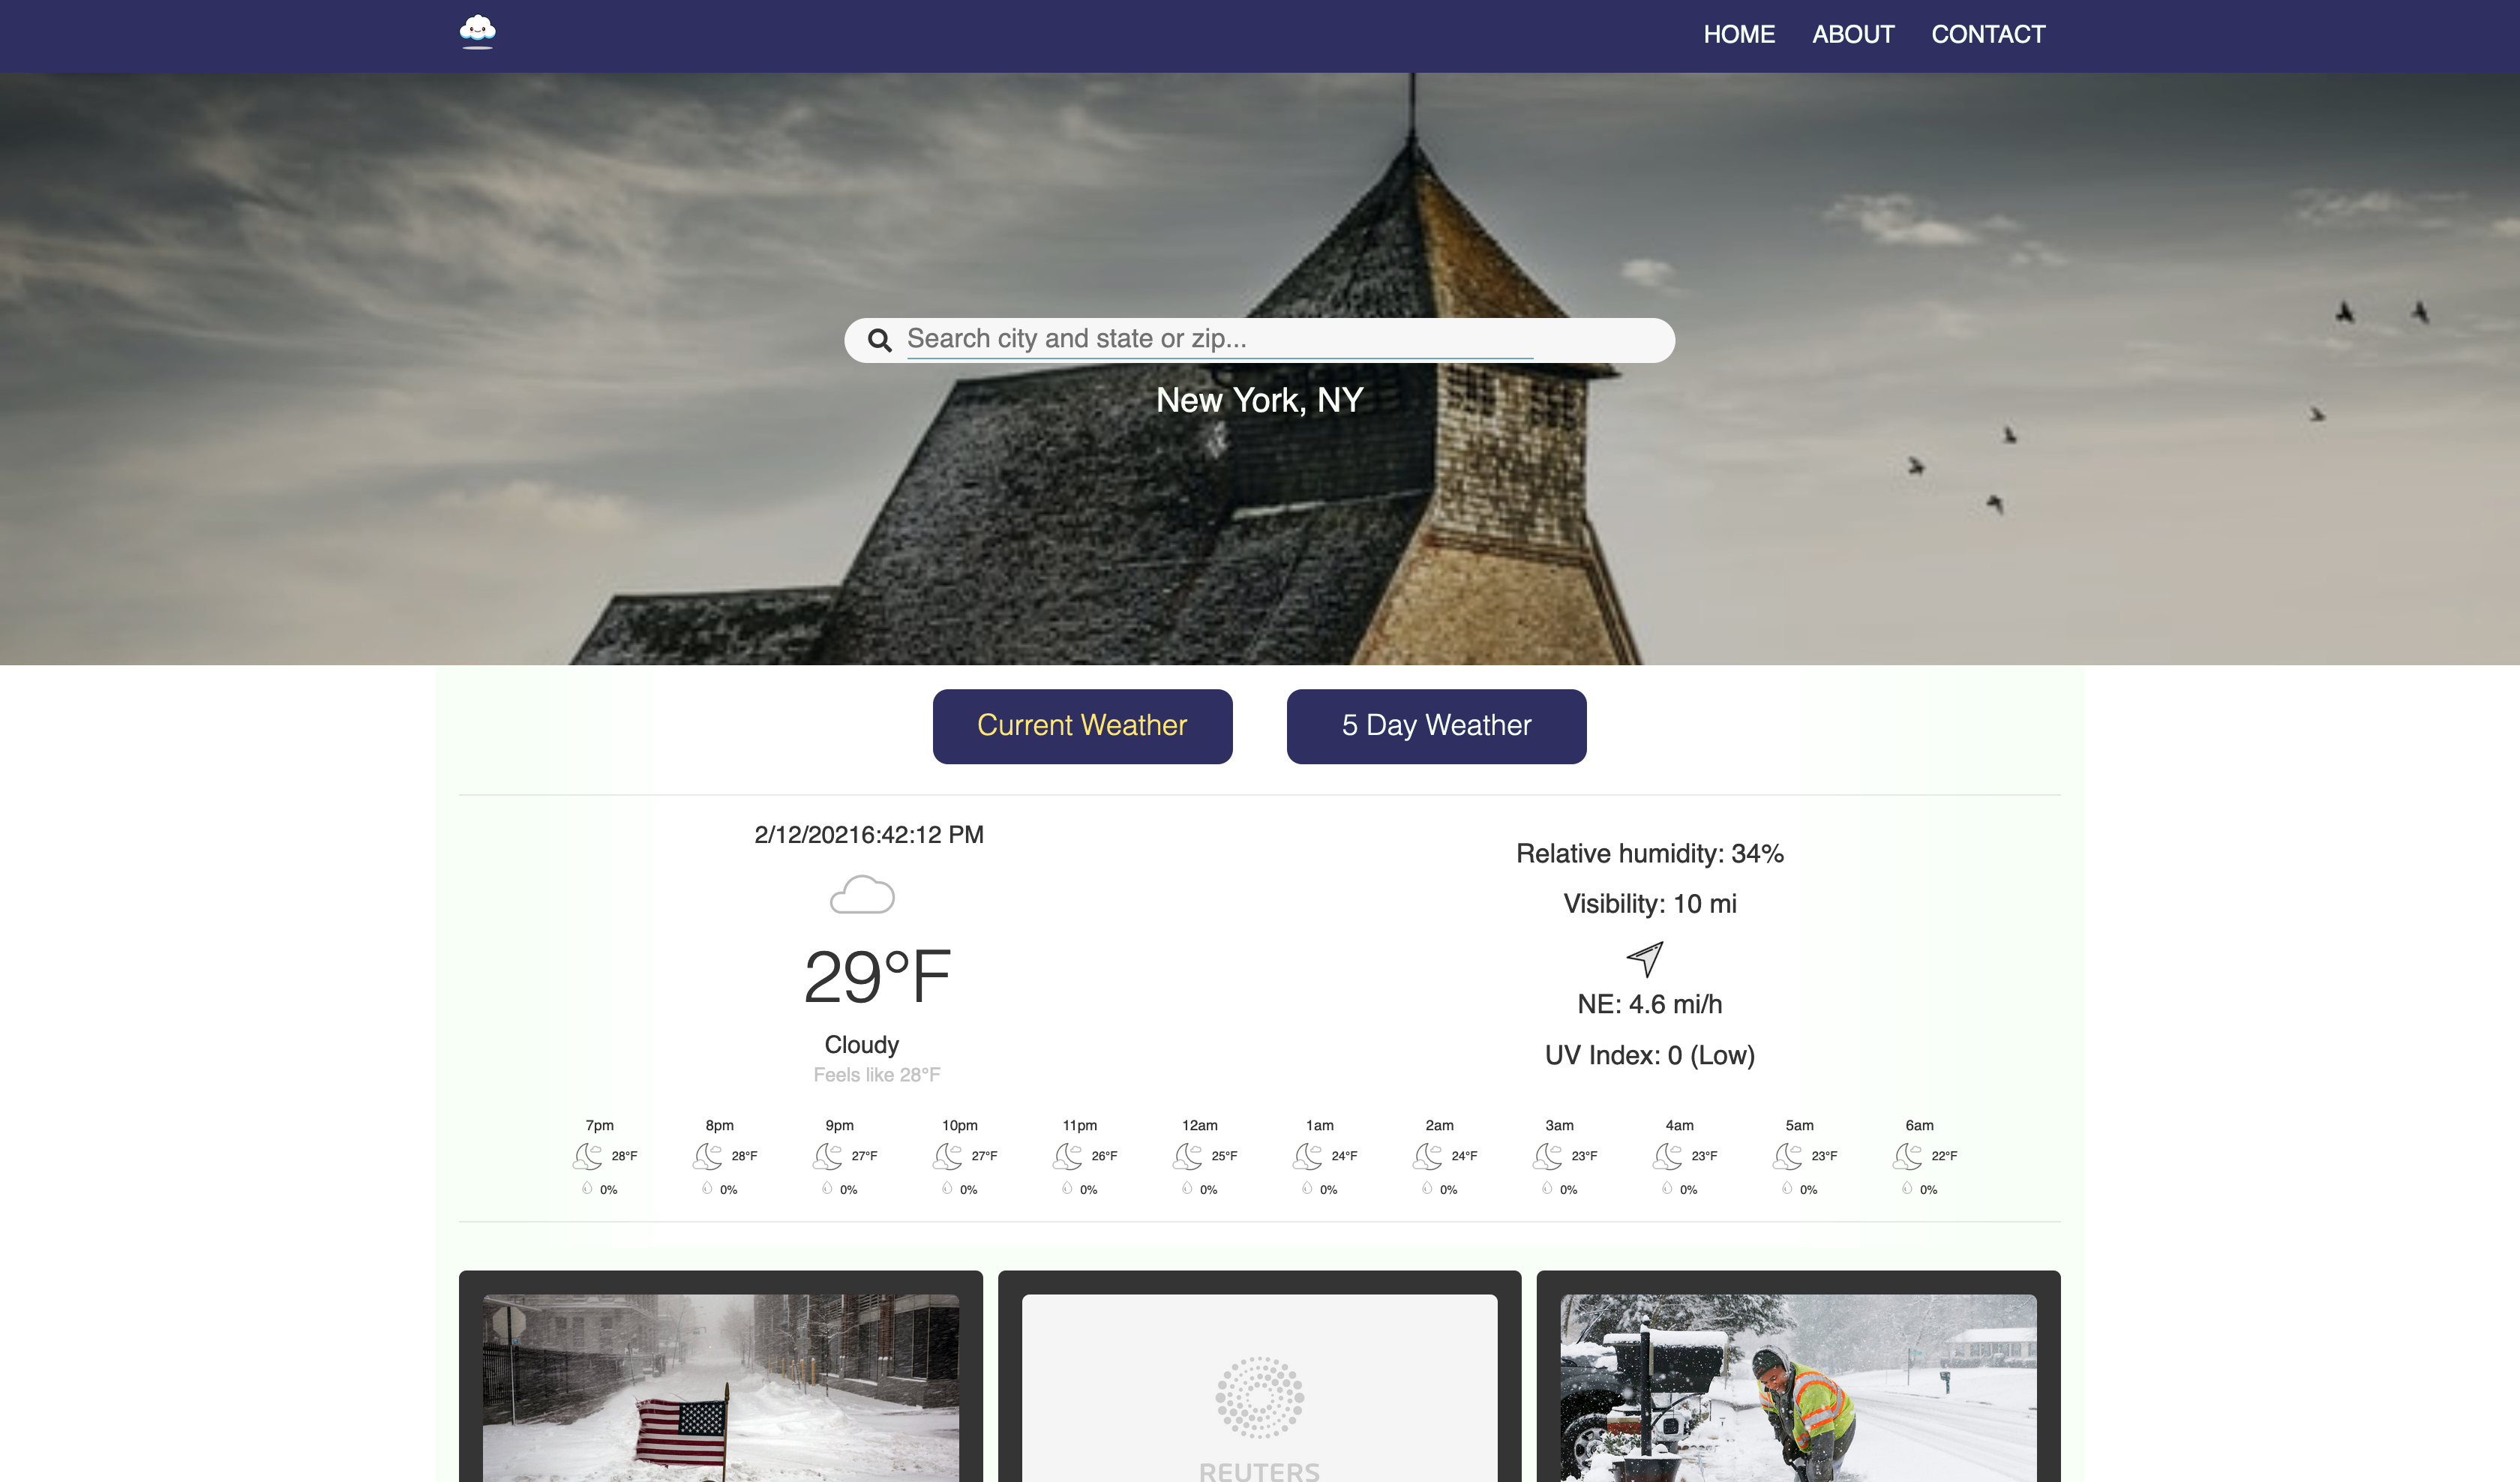 HOME ABOUT CONTACT
Search city and state or zip...
New York, NY
Current Weather 5 Day Weather
2/12/20216:42:12 PM
29°F
Cloudy
Feels like 28°F
Relative humidity: 34%
Visibility: 10 mi
NE: 4.6 mi/h
UV Index: 0 (Low)
7pm 8pm 9pm 10pm 11pm 12am 1am 2am 3am 4am 5am 6am
28°F 28°F 27°F 27°F 26°F 25°F 24°F 24°F 23°F 23°F 23°F 22°F
0% 0% 0% 0% 0% 0% 0% 0% 0% 0% 0% 0%
REUTERS